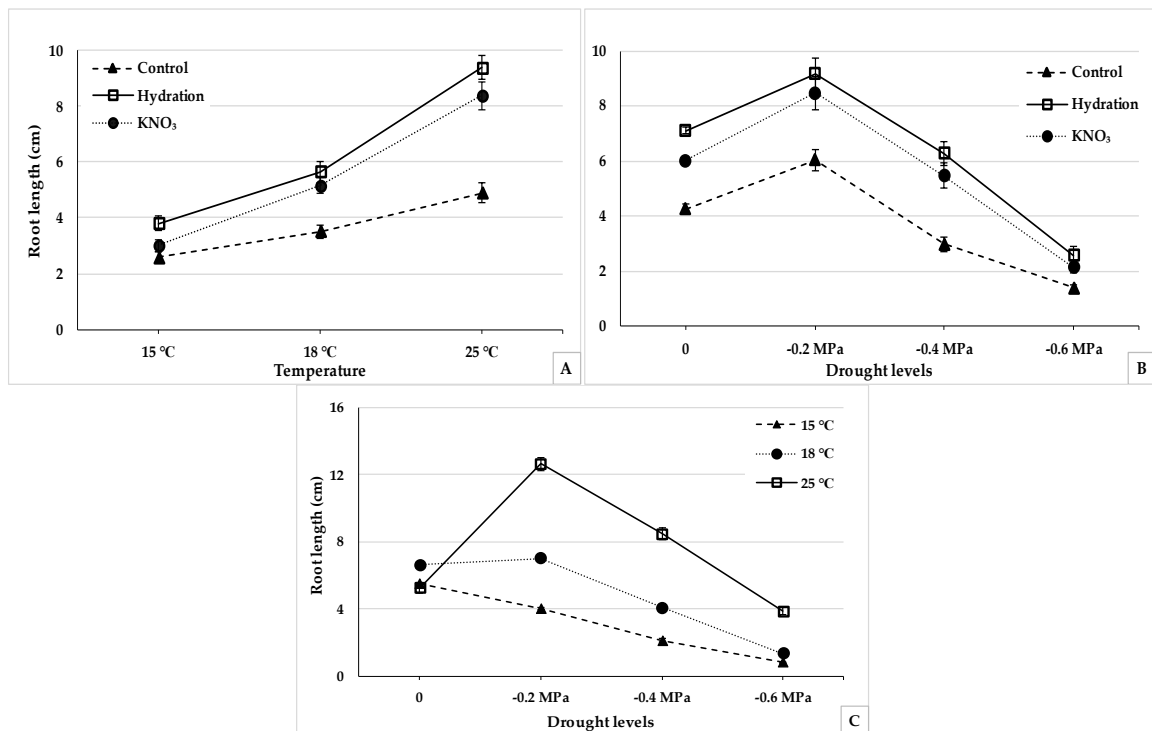 10
8
6
4
2
0
Root length (cm)
Control
Hydration
KNO₃
15 °C
18 °C
25 °C
Temperature
A
10
8
6
4
2
0
Control
Hydration
KNO₃
0
-0.2 MPa
-0.4 MPa
-0.6 MPa
Drought levels
B
16
12
8
4
0
Root length (cm)
15 °C
18 °C
25 °C
0
-0.2 MPa
-0.4 MPa
-0.6 MPa
Drought levels
C